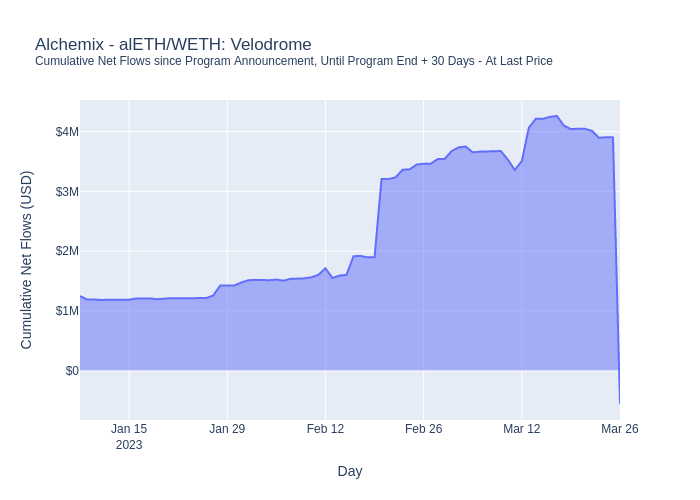 Alchemix - alETH/WETH: Velodrome
Cumulative Net Flows since Program Announcement, Until Program End + 30 Days - At Last Price
Cumulative Net Flows (USD)
$4M
$3M
$2M
$1M
$0
Jan 15 Jan 29 Feb 12 Feb 26 Mar 12 Mar 26
2023
Day